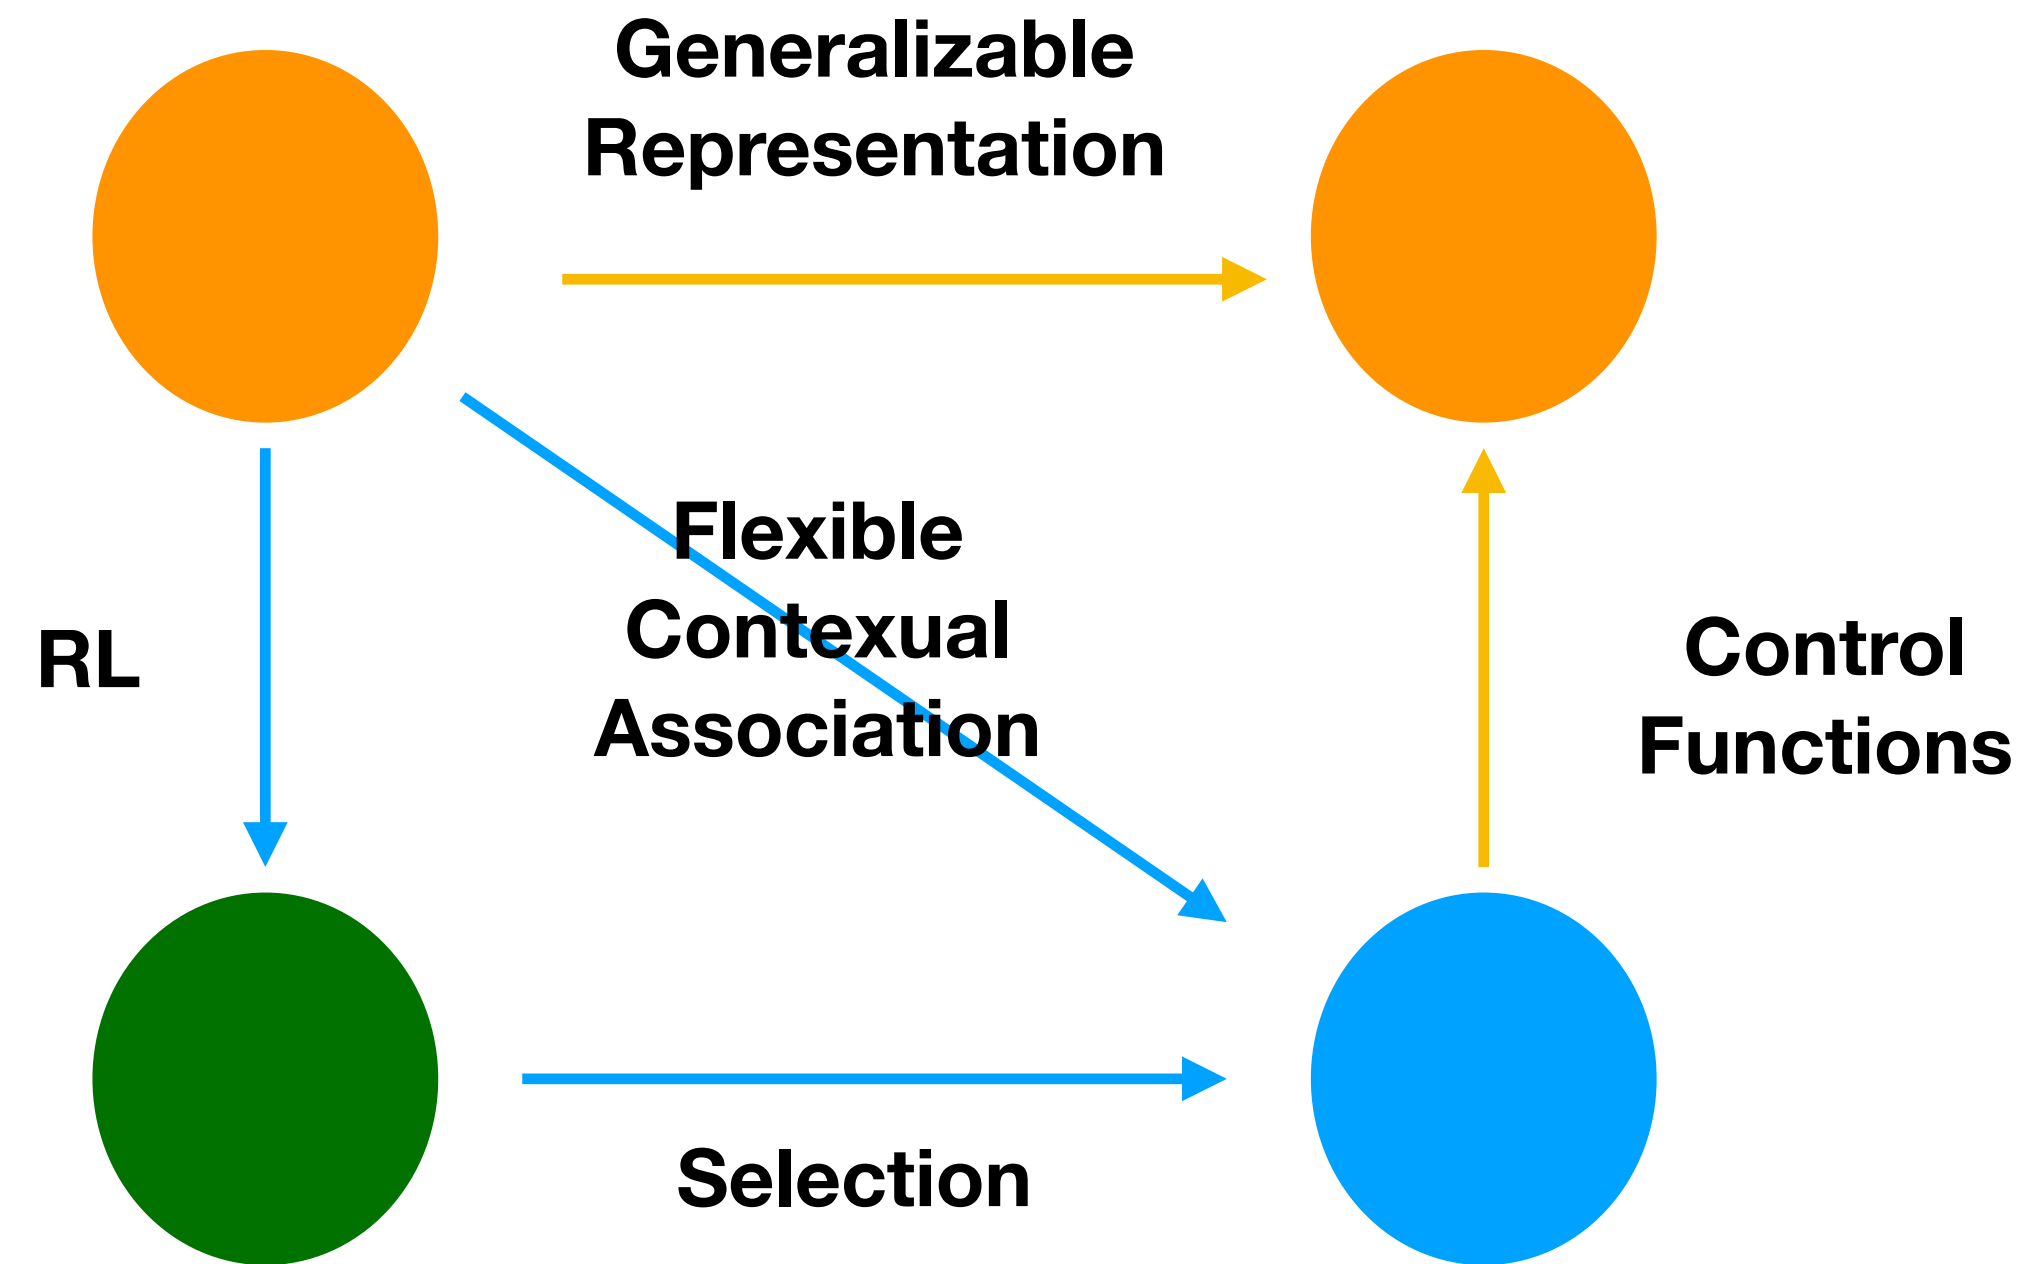 Generalizable
Representation
RL
Flexible
Contexual
Association
Control
Functions
Selection